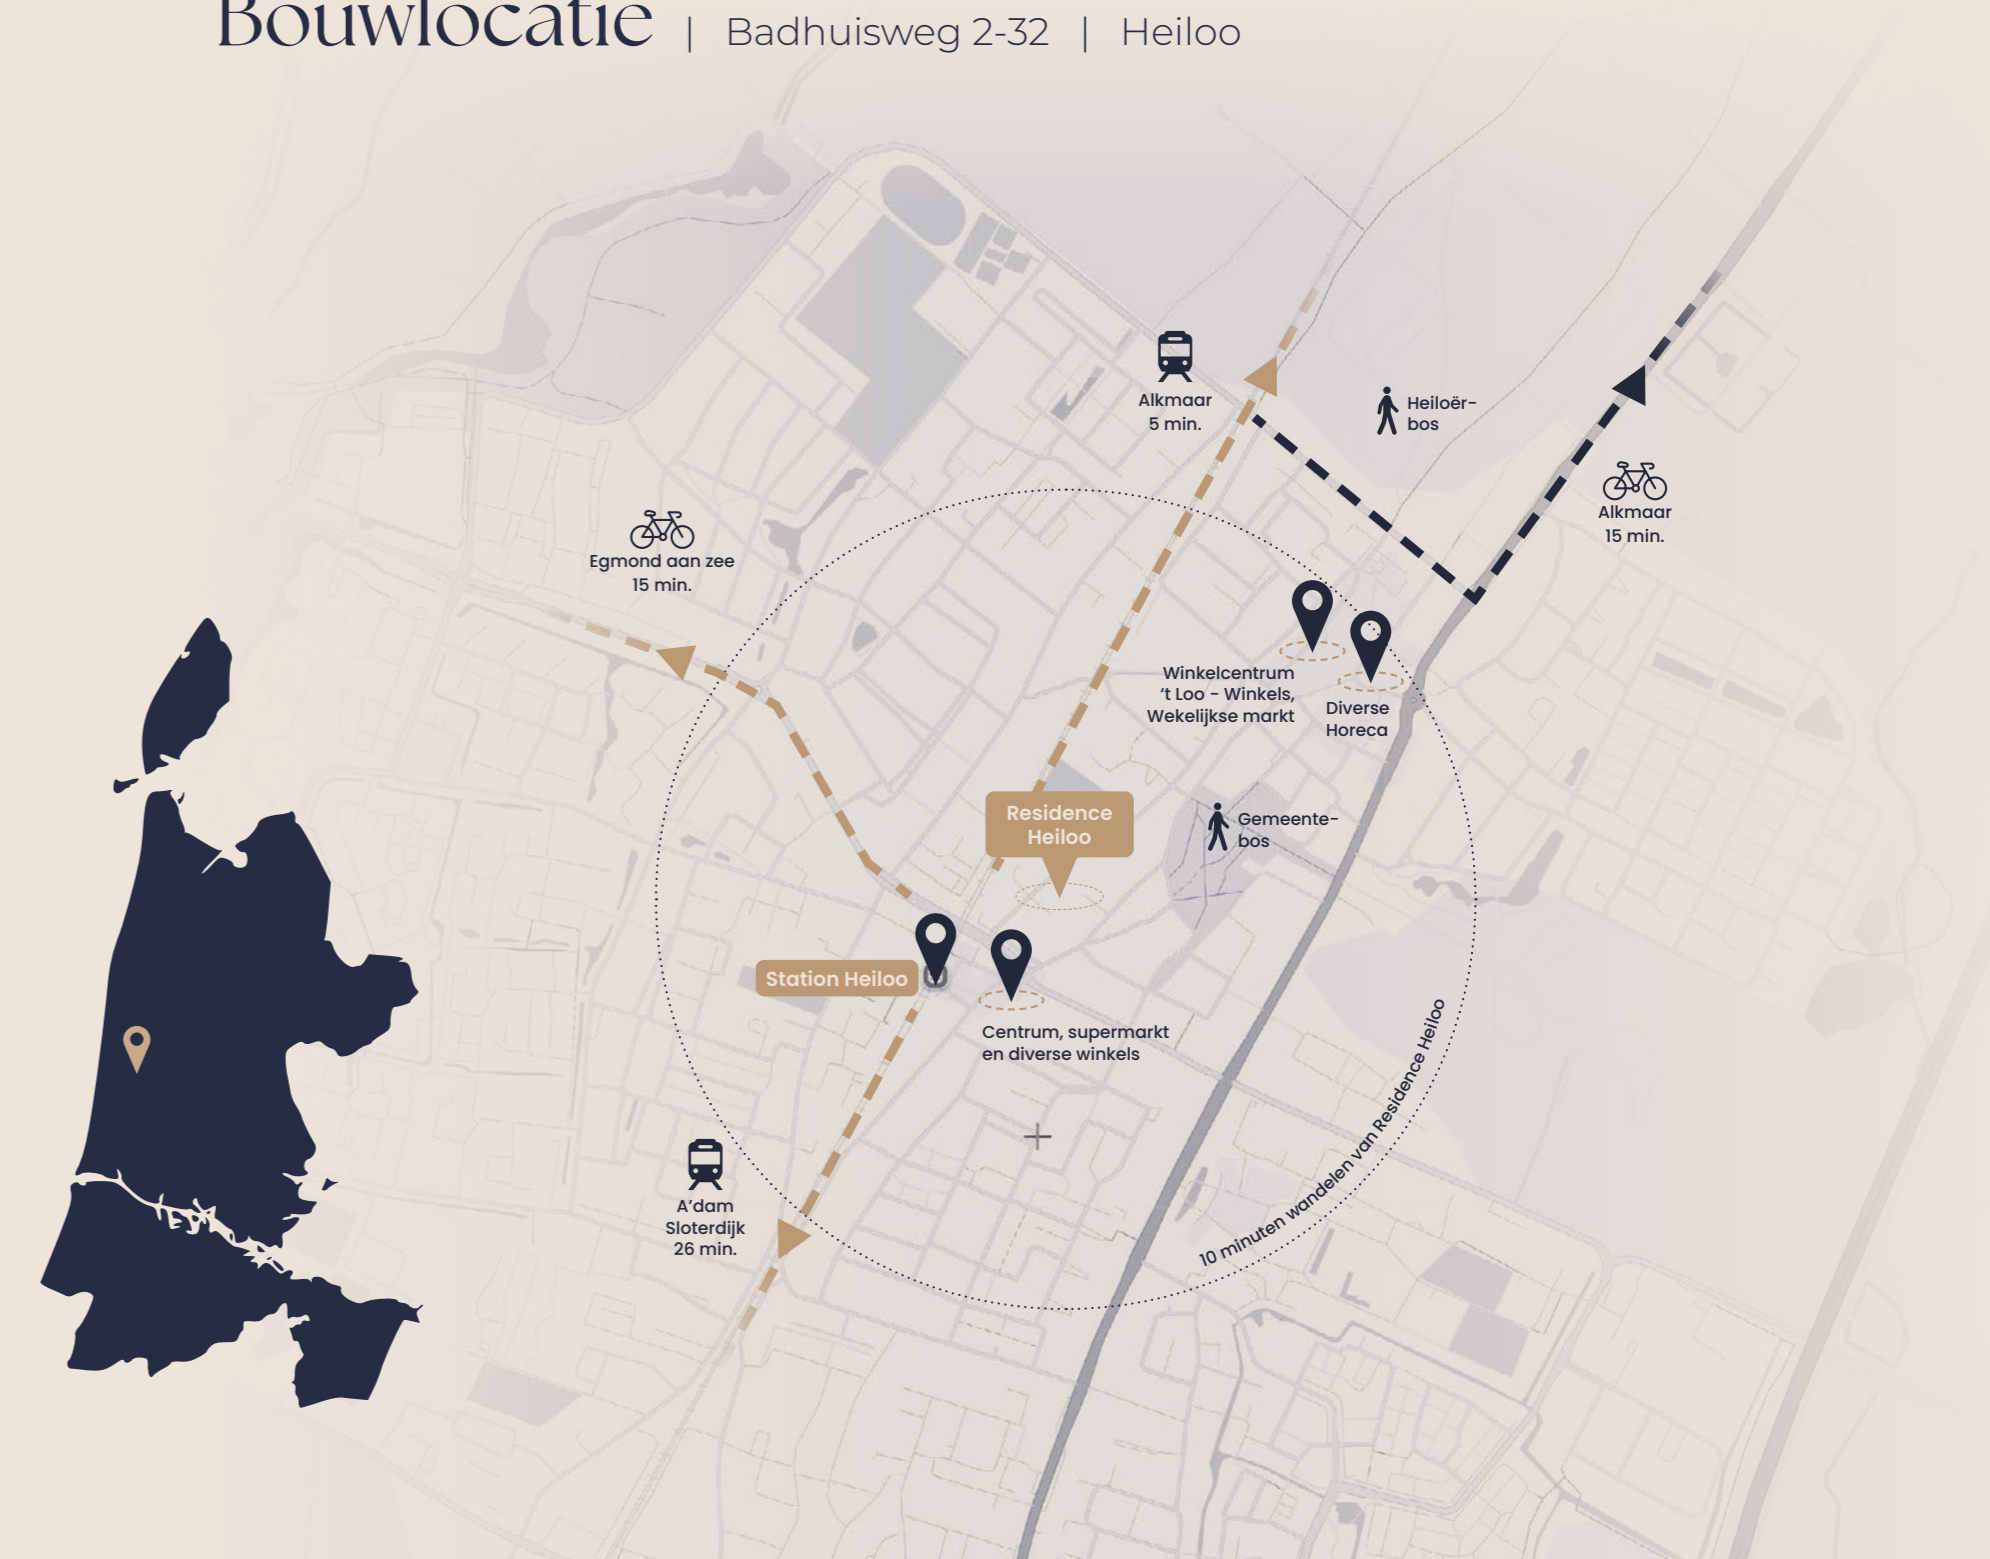 Bouwlocatie | Badhuisweg 2-32 | Heiloo
Alkmaar
5 min.
Heiloër-
bos
Alkmaar
15 min.
Egmond aan zee
15 min.
Winkelcentrum
‘t Loo - Winkels,
Wekelijkse markt
Diverse
Horeca
Residence
Heiloo
Gemeente-
bos
Station Heiloo
Centrum, supermarkt
en diverse winkels
10 minuten wandelen van Residence Heiloo
A’dam
Sloterdijk
26 min.